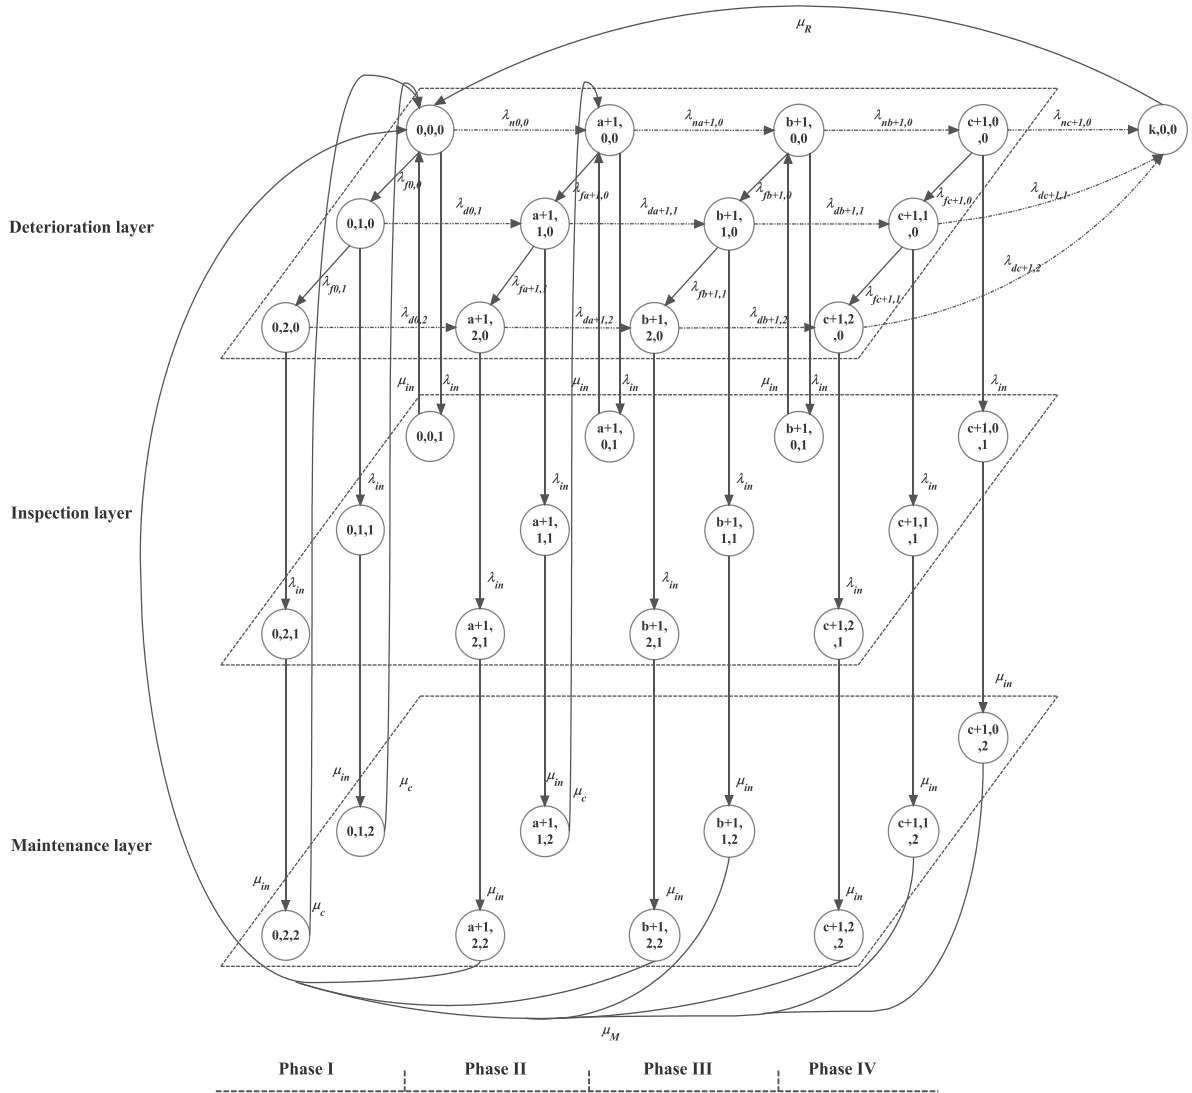 μR
0,0,0
λn0,0
a+1,
0,0
λna+1,0
b+1,
0,0
λnb+1,0
c+1,0
,0
λnc+1,0
k,0,0
λf0,0
λfa+1,0
λfb+1,0
λfc+1,0
λdc+1,1
Deterioration layer
0,1,0
λd0,1
a+1,
1,0
λda+1,1
b+1,
1,0
λdb+1,1
c+1,1
,0
λdc+1,2
λf0,1
λfa+1,1
λfb+1,1
λfc+1,1
0,2,0
λd0,2
a+1,
2,0
λda+1,2
b+1,
2,0
λdb+1,2
c+1,2
,0
μin
λin
μin
λin
μin
λin
λin
0,0,1
a+1,
0,1
b+1,
0,1
c+1,0
,1
λin
λin
λin
λin
Inspection layer
0,1,1
a+1,
1,1
b+1,
1,1
c+1,1
,1
λin
λin
λin
λin
0,2,1
a+1,
2,1
b+1,
2,1
c+1,2
,1
μin
c+1,0
,2
μin
μc
μin
μc
μin
μin
Maintenance layer
0,1,2
a+1,
1,2
b+1,
1,2
c+1,1
,2
μin
μc
μin
μin
μin
0,2,2
a+1,
2,2
b+1,
2,2
c+1,2
,2
μM
Phase I
Phase II
Phase III
Phase IV